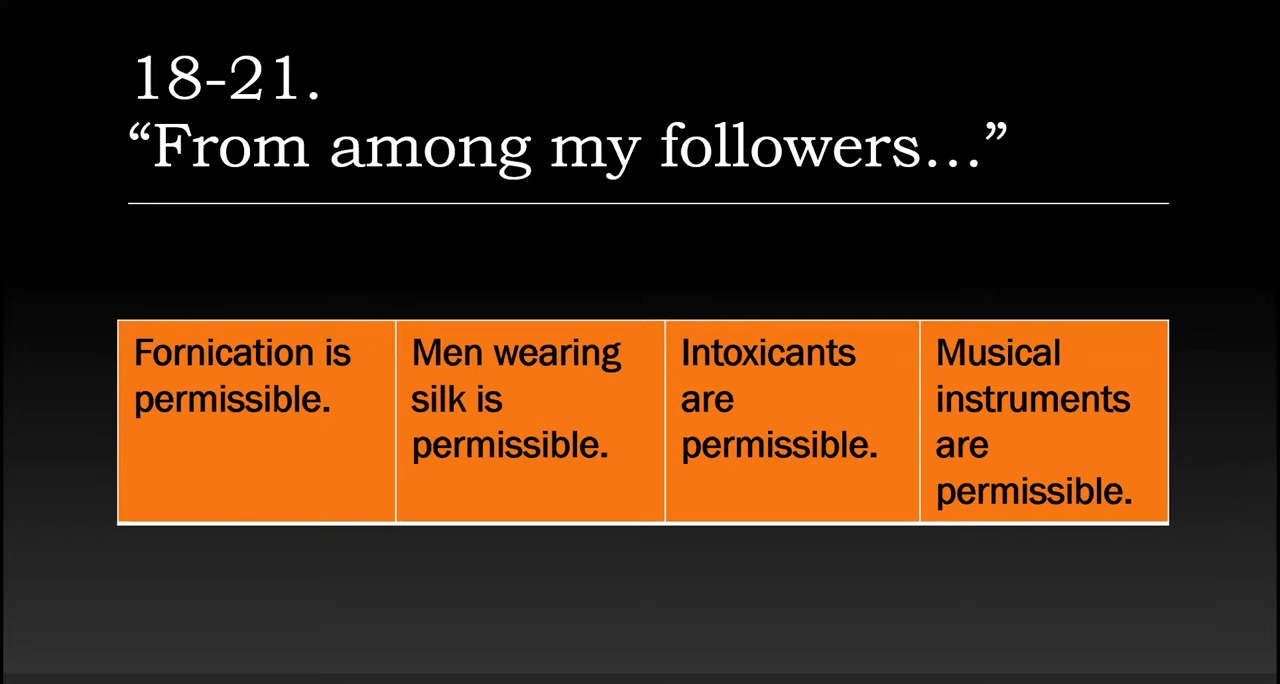 18-21.
“From among my followers…”
Fornication is
permissible.
Men wearing
silk is
permissible.
Intoxicants
are
permissible.
Musical
instruments
are
permissible.